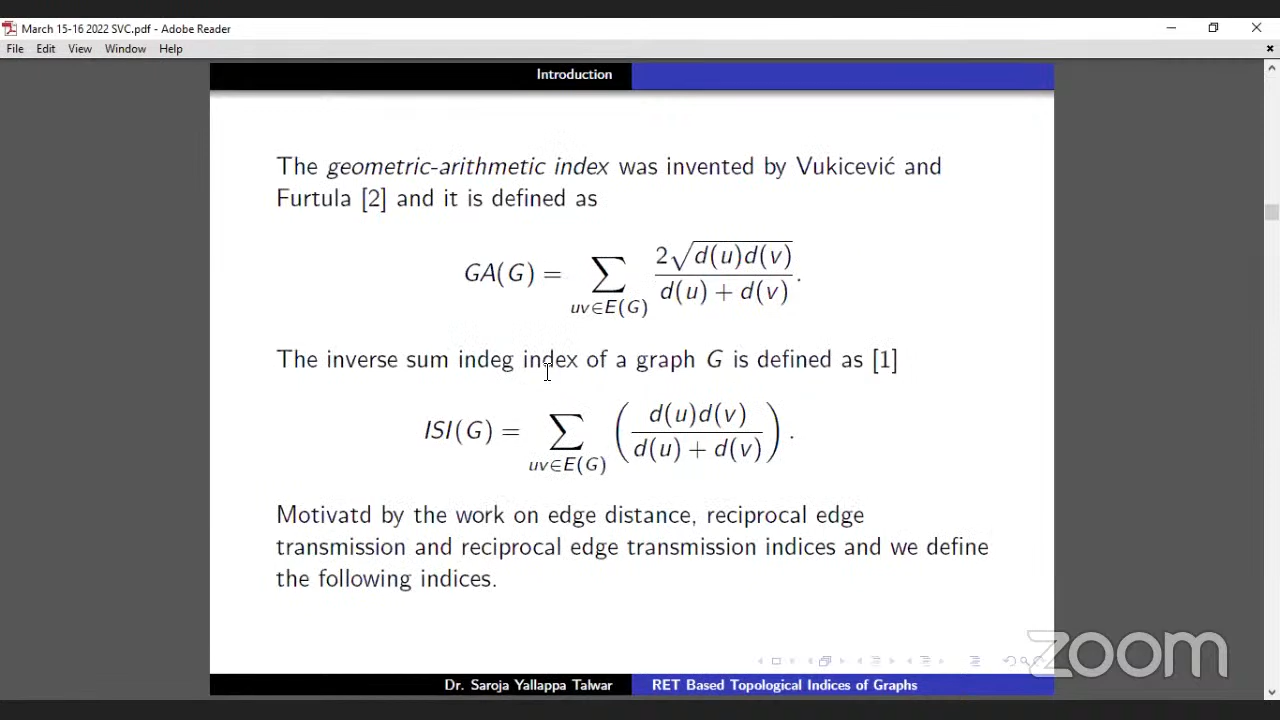 March 15-16 2022 SVC.pdf - Adobe Reader
File Edit View Window Help
Introduction
The geometric-arithmetic index was invented by Vukicević and
Furtula [2] and it is defined as
GA(G) = ∑_{uv∈E(G)} 2√(d(u)d(v)) / (d(u) + d(v)).
The inverse sum indeg index of a graph G is defined as [1]
ISI(G) = ∑_{uv∈E(G)} (d(u)d(v) / (d(u) + d(v))).
Motivatd by the work on edge distance, reciprocal edge
transmission and reciprocal edge transmission indices and we define
the following indices.
zoom
Dr. Saroja Yallappa Talwar RET Based Topological Indices of Graphs